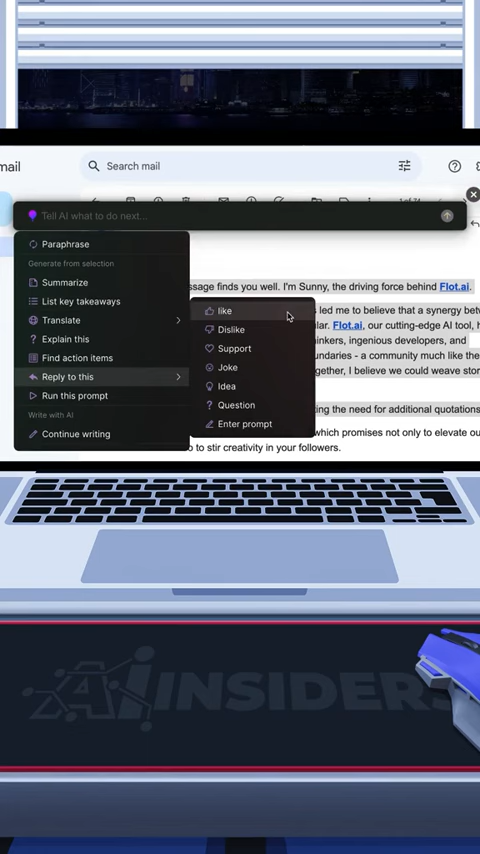 mail
Search mail
Tell AI what to do next...
Paraphrase
Generate from selection
Summarize
List key takeaways
Translate
Explain this
Find action items
Reply to this
Run this prompt
Write with AI
Continue writing
like
Dislike
Support
Joke
Idea
Question
Enter prompt
ssage finds you well. I'm Sunny, the driving force behind Flot.ai.
led me to believe that a synergy betw
lar. Flot.ai, our cutting-edge AI tool, h
hinkers, ingenious developers, and
undaries - a community much like the
gether, I believe we could weave stor
ting the need for additional quotations
which promises not only to elevate ou
o to stir creativity in your followers.
AI INSIDERS